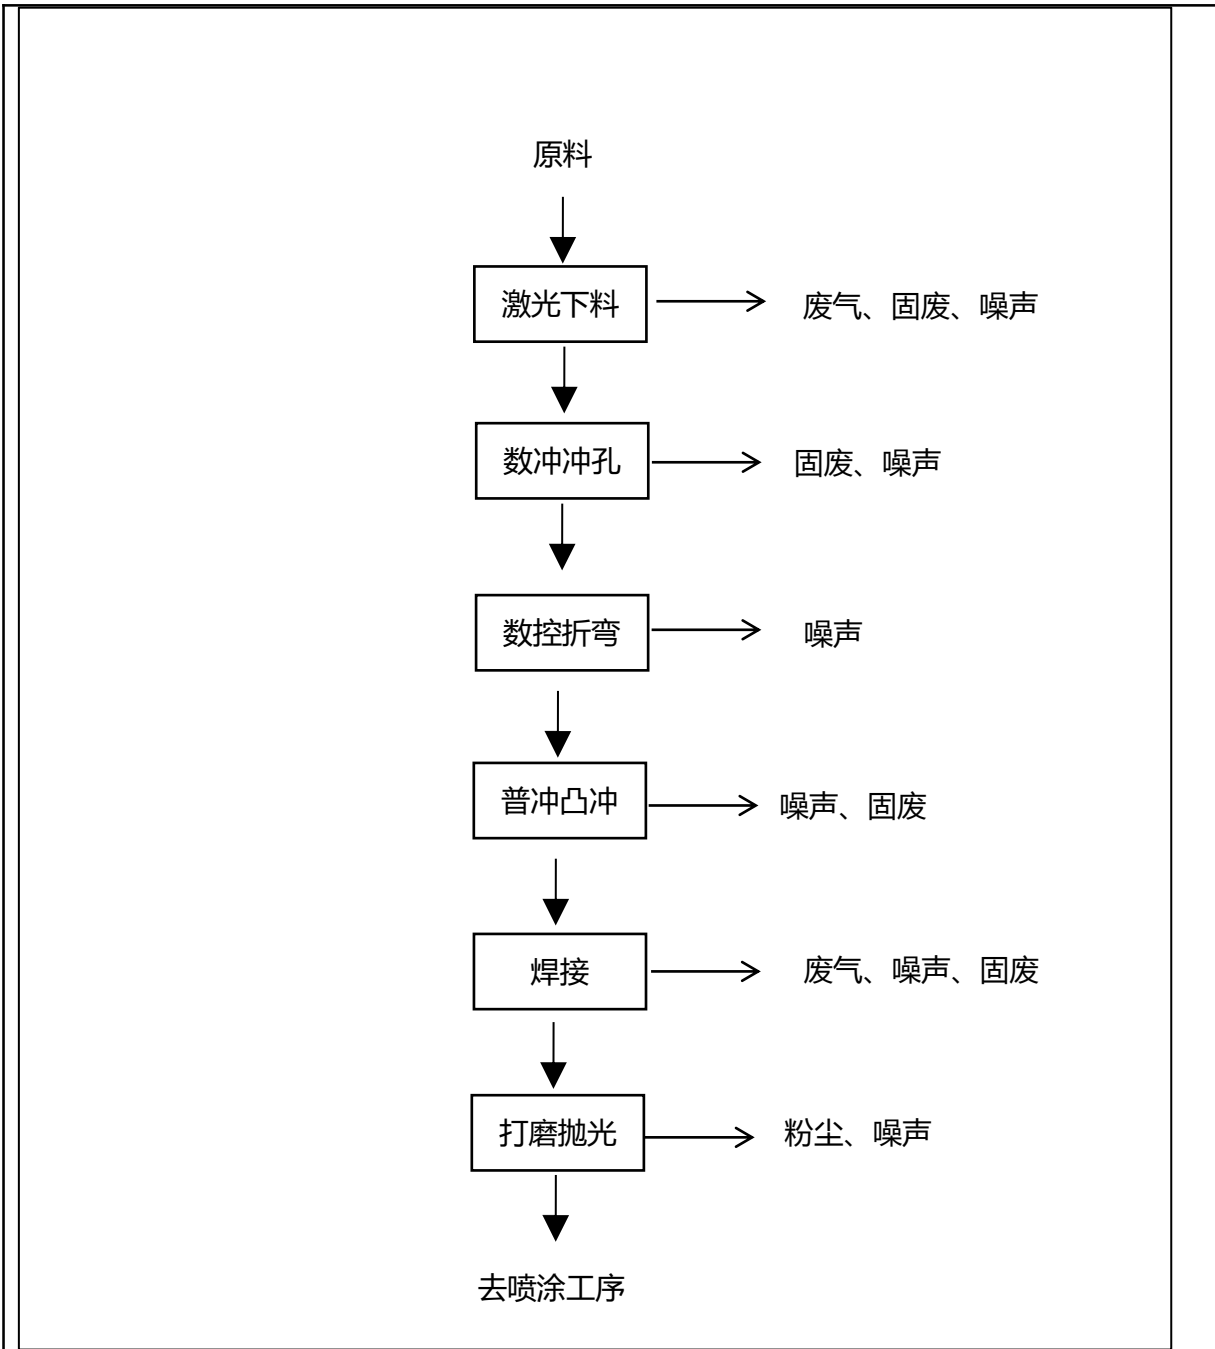 原料
激光下料
废气、固废、噪声
数冲冲孔
固废、噪声
数控折弯
噪声
普冲凸冲
噪声、固废
焊接
废气、噪声、固废
打磨抛光
粉尘、噪声
去喷涂工序